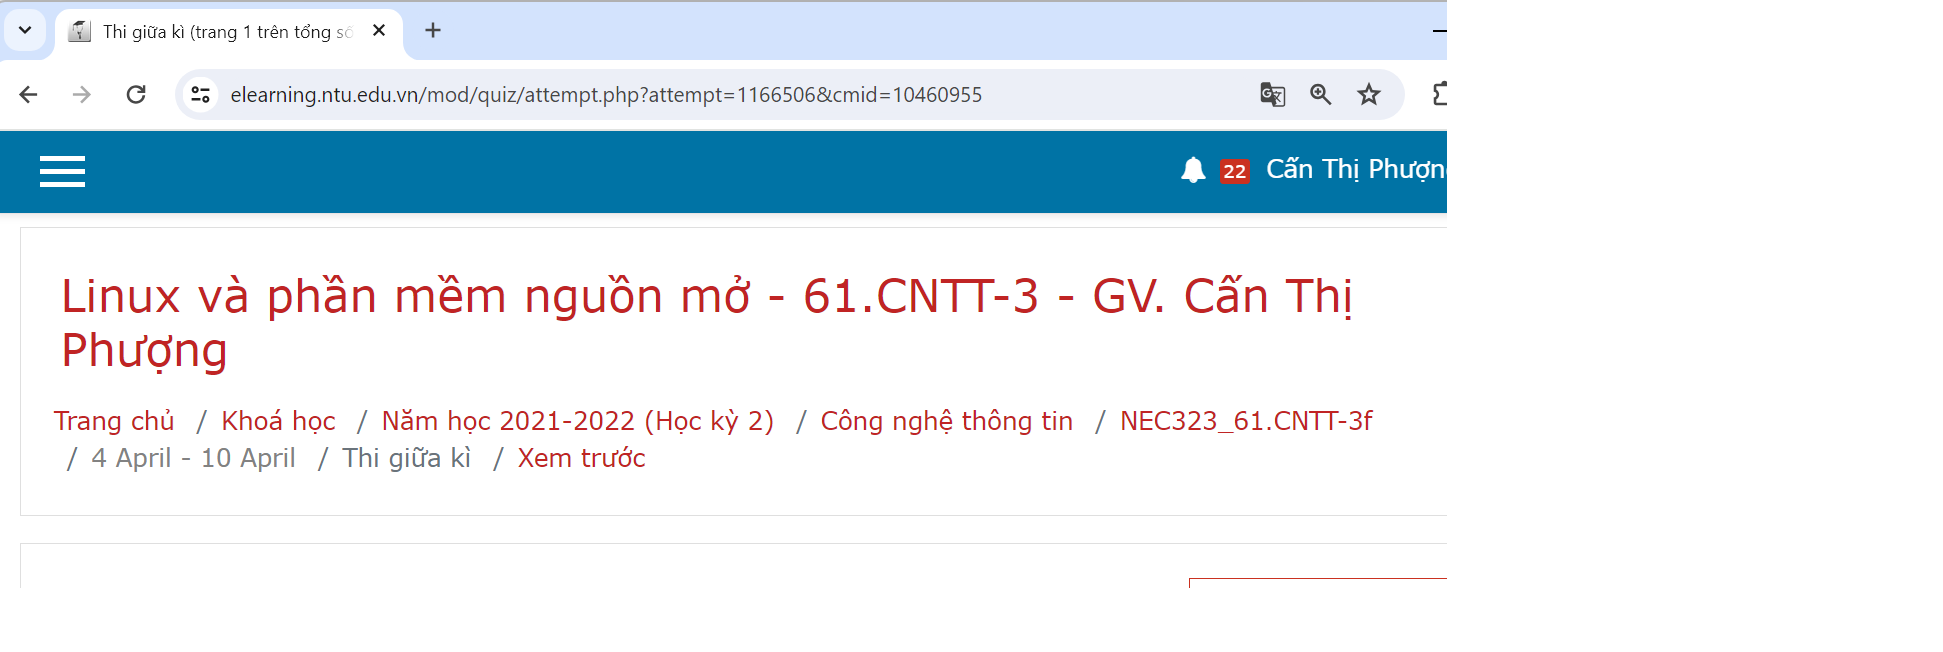 Thi giữa kì (trang 1 trên tổng số
elearning.ntu.edu.vn/mod/quiz/attempt.php?attempt=1166506&cmid=10460955
22 Cấn Thị Phượng
Linux và phần mềm nguồn mở - 61.CNTT-3 - GV. Cấn Thị
Phượng
Trang chủ / Khoá học / Năm học 2021-2022 (Học kỳ 2) / Công nghệ thông tin / NEC323_61.CNTT-3f
/ 4 April - 10 April / Thi giữa kì / Xem trước